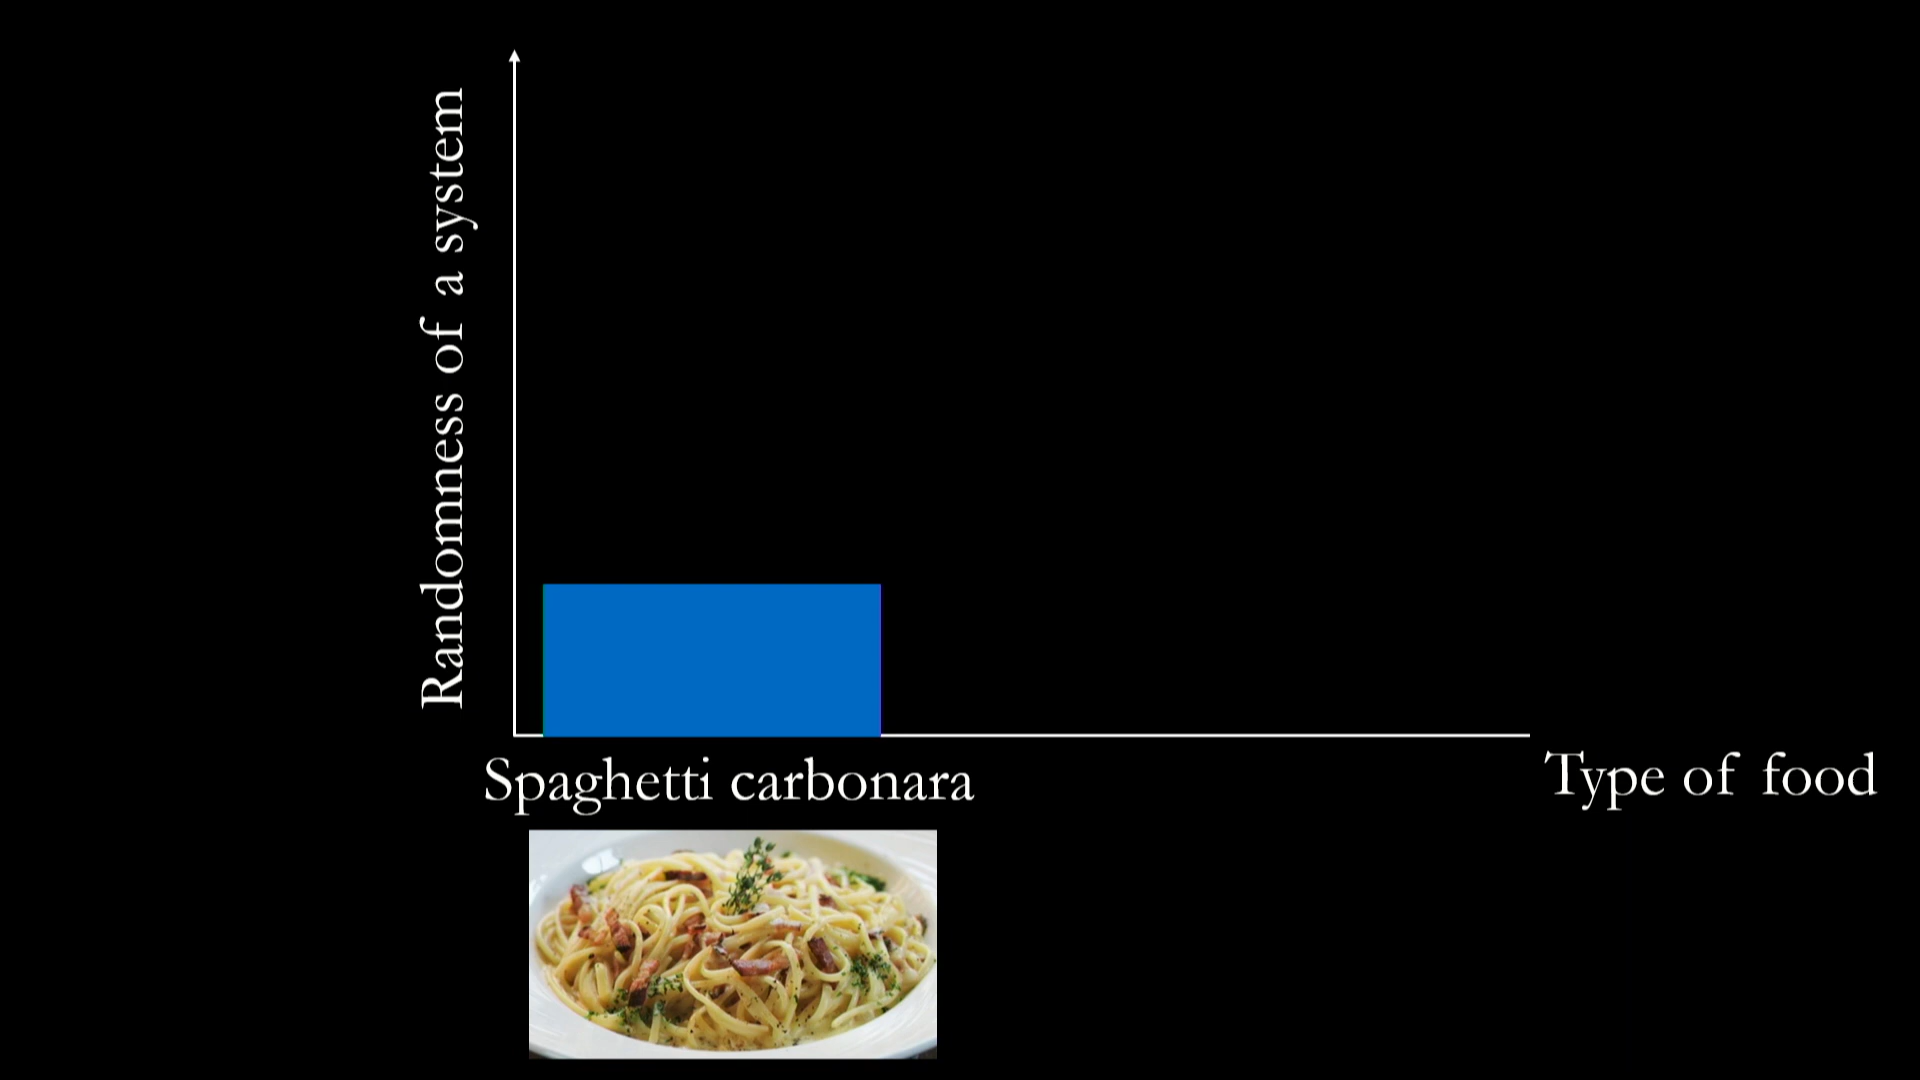 Randomness of a system
Spaghetti carbonara
Type of food